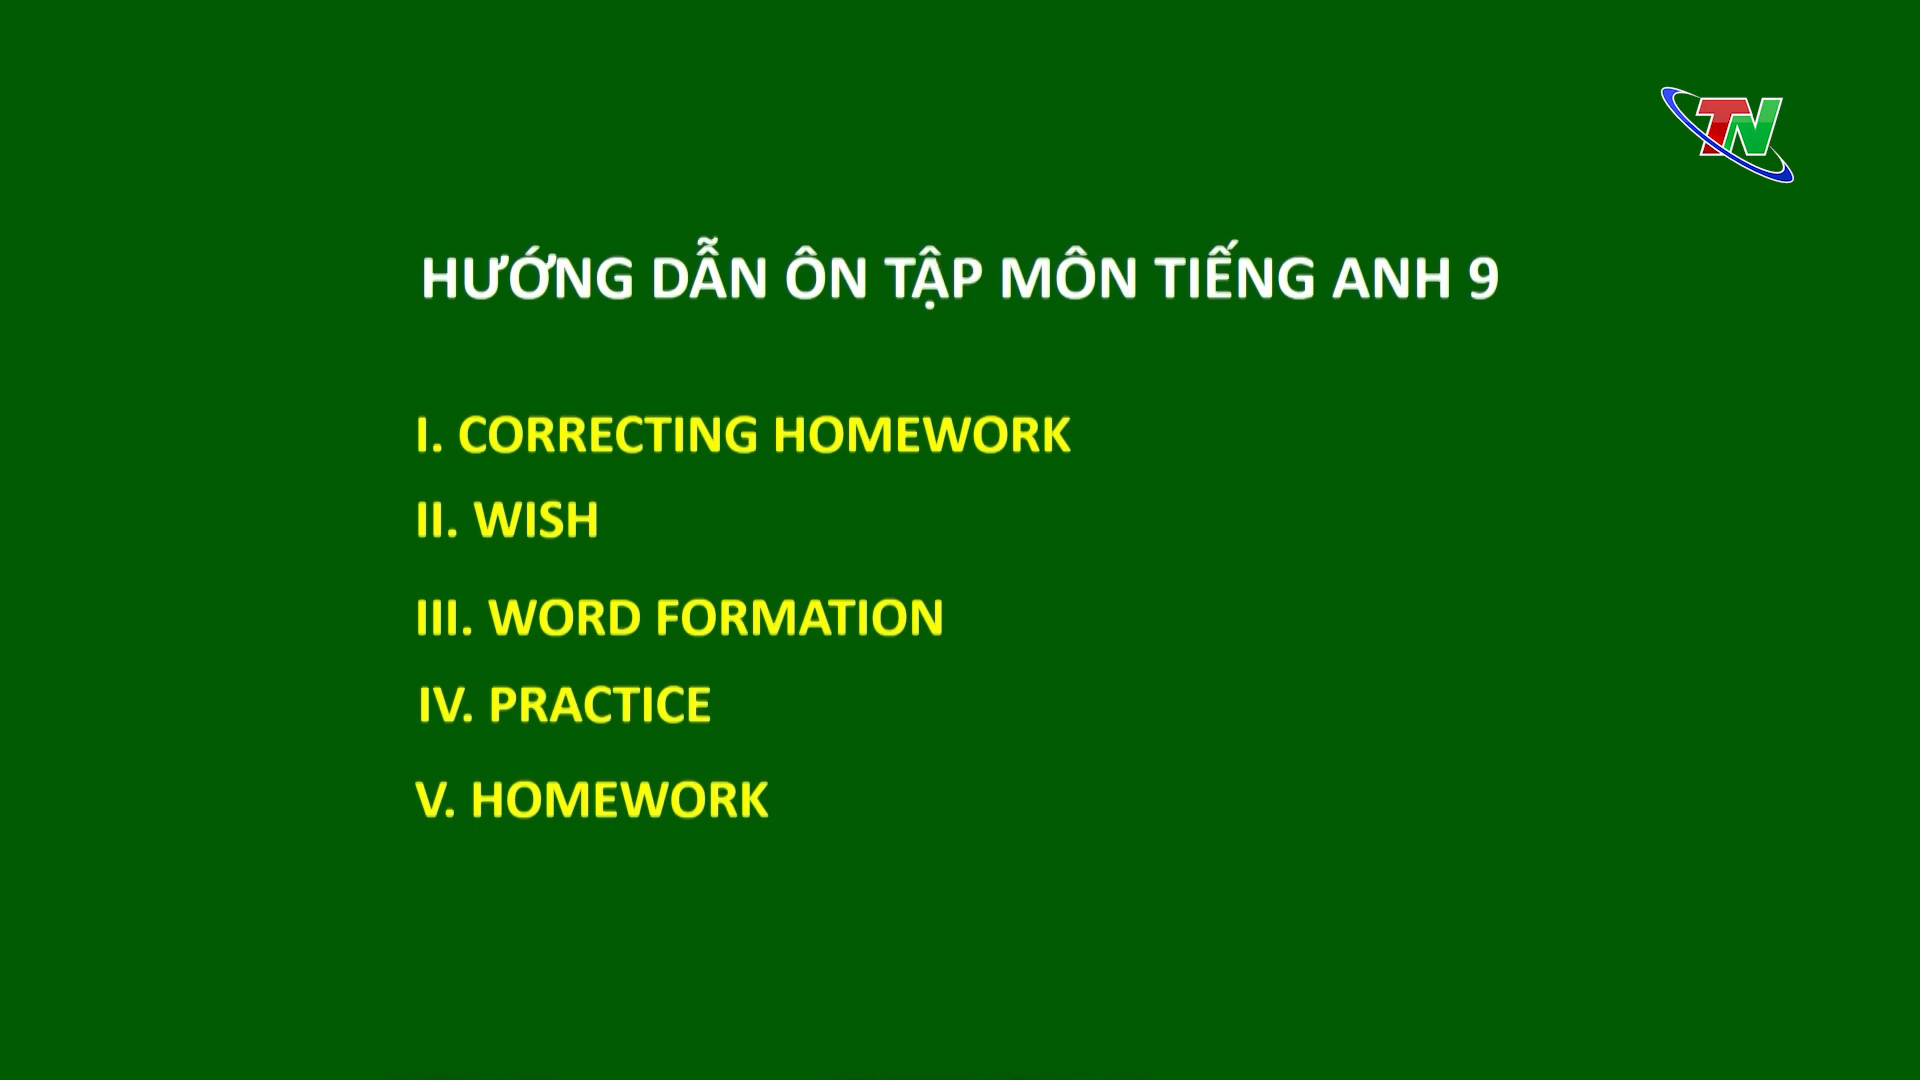 TN
HƯỚNG DẪN ÔN TẬP MÔN TIẾNG ANH 9
I. CORRECTING HOMEWORK
II. WISH
III. WORD FORMATION
IV. PRACTICE
V. HOMEWORK